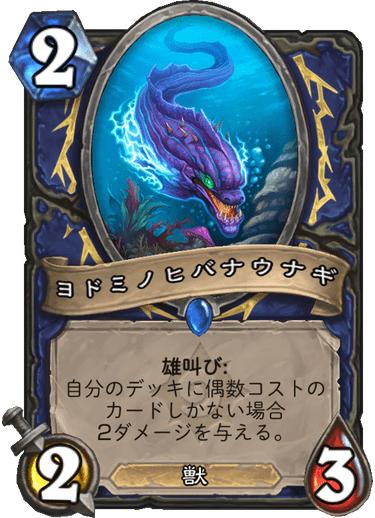 2
ヨドミノヒバナウナギ
雄叫び:
自分のデッキに偶数コストの
カードしかない場合
2ダメージを与える。
2
獣
3